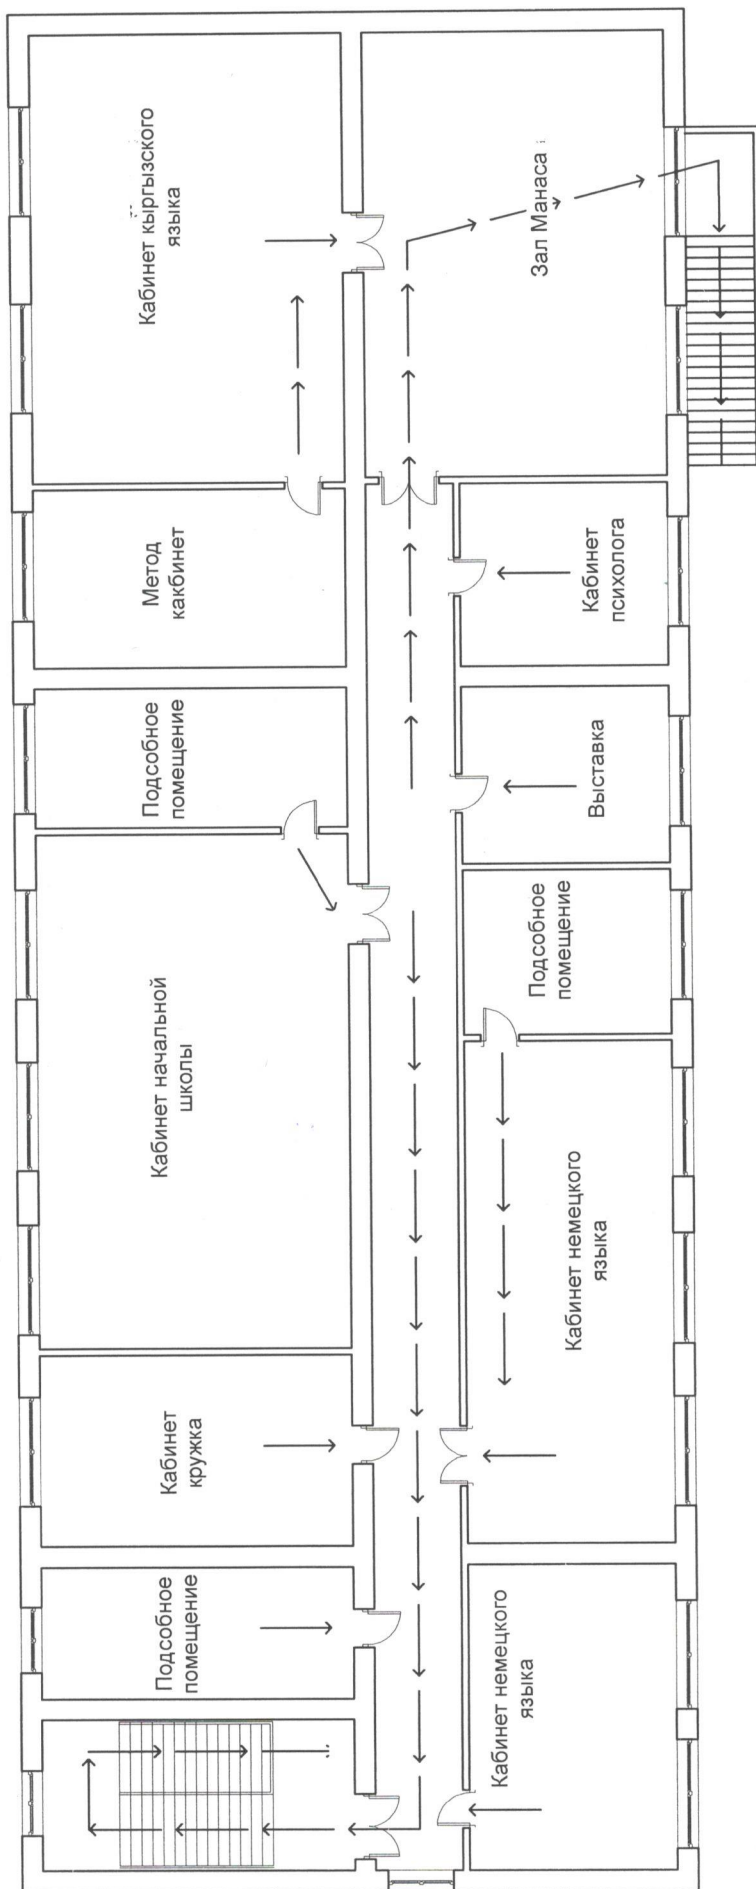 Кабинет кыргызского
языка
Зал Манаса
Метод
какбинет
Кабинет
психолога
Подсобное
помещение
Выставка
Подсобное
помещение
Кабинет начальной
школы
Кабинет немецкого
языка
Кабинет
кружка
Подсобное
помещение
Кабинет немецкого
языка